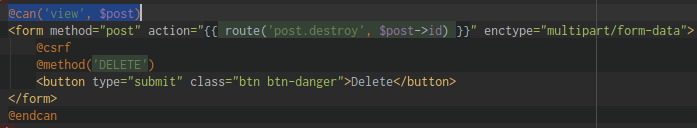 @can('view', $post)
<form method="post" action="{{ route('post.destroy', $post->id) }}" enctype="multipart/form-data">
@csrf
@method('DELETE')
<button type="submit" class="btn btn-danger">Delete</button>
</form>
@endcan